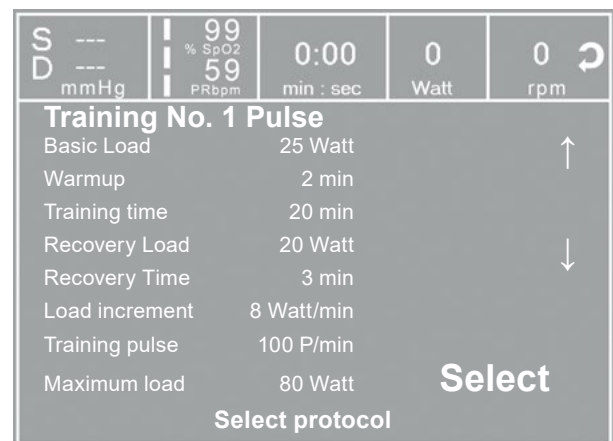 S ---
D ---
mmHg
99
% SpO2
59
PRbpm
0:00
min : sec
0
Watt
0
rpm
Training No. 1 Pulse
Basic Load 25 Watt
Warmup 2 min
Training time 20 min
Recovery Load 20 Watt
Recovery Time 3 min
Load increment 8 Watt/min
Training pulse 100 P/min
Maximum load 80 Watt
Select
Select protocol